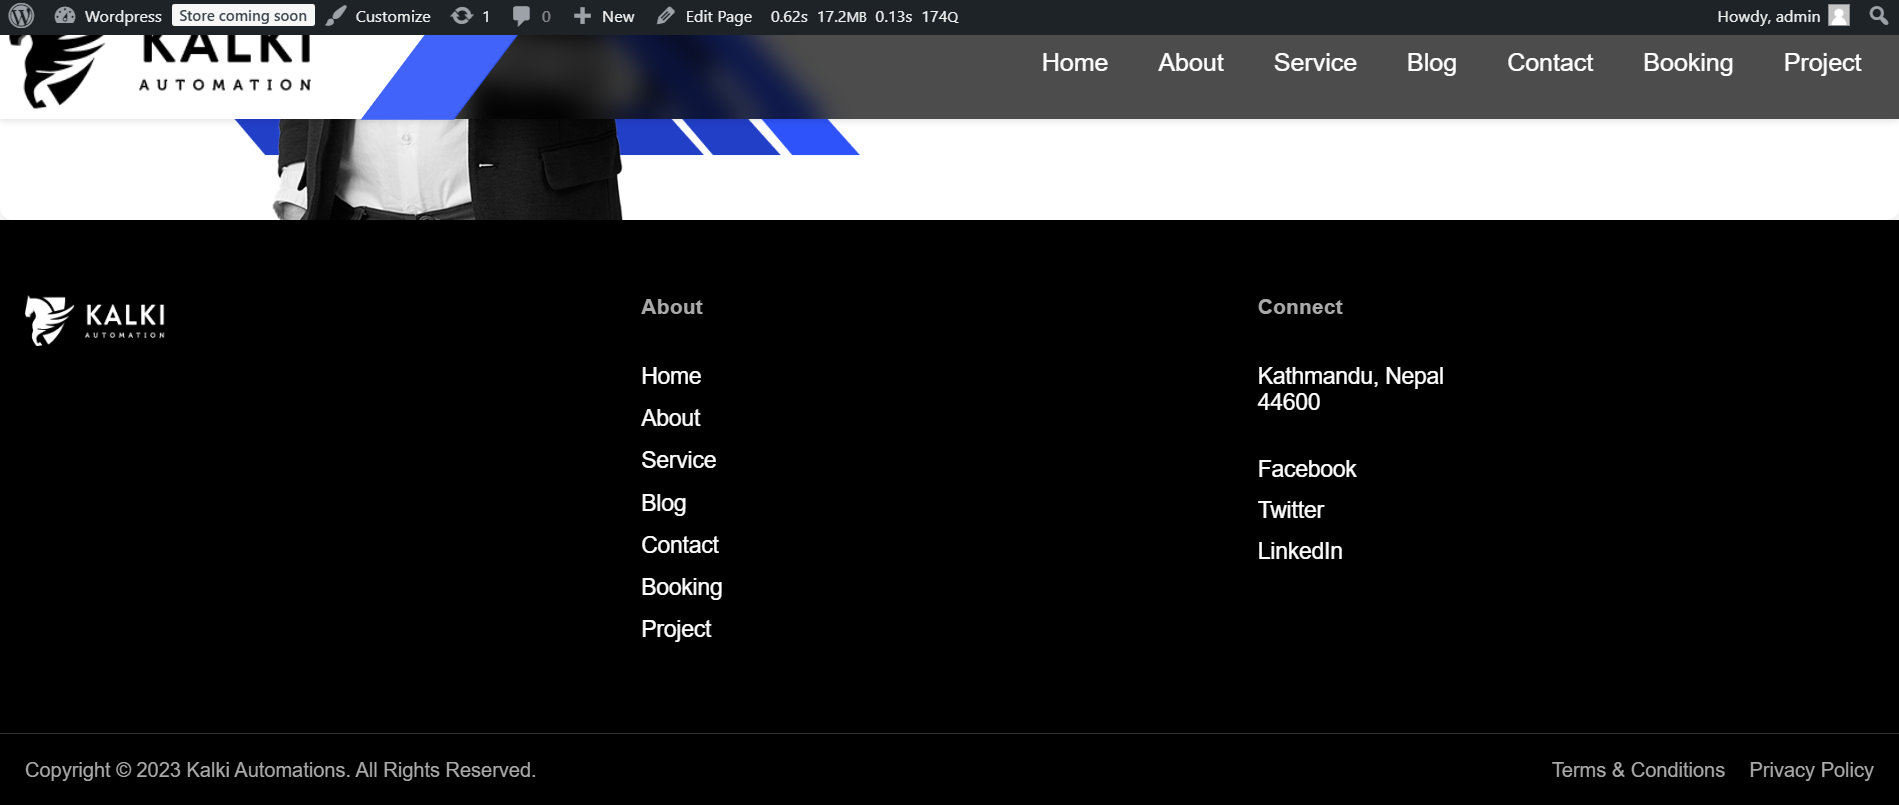 Wordpress Store coming soon Customize 1 0 New Edit Page 0.62s 17.2MB 0.13s 174Q Howdy, admin
KALKI
AUTOMATION
Home About Service Blog Contact Booking Project
KALKI
AUTOMATION
About
Home
About
Service
Blog
Contact
Booking
Project
Connect
Kathmandu, Nepal
44600
Facebook
Twitter
LinkedIn
Copyright © 2023 Kalki Automations. All Rights Reserved.
Terms & Conditions Privacy Policy